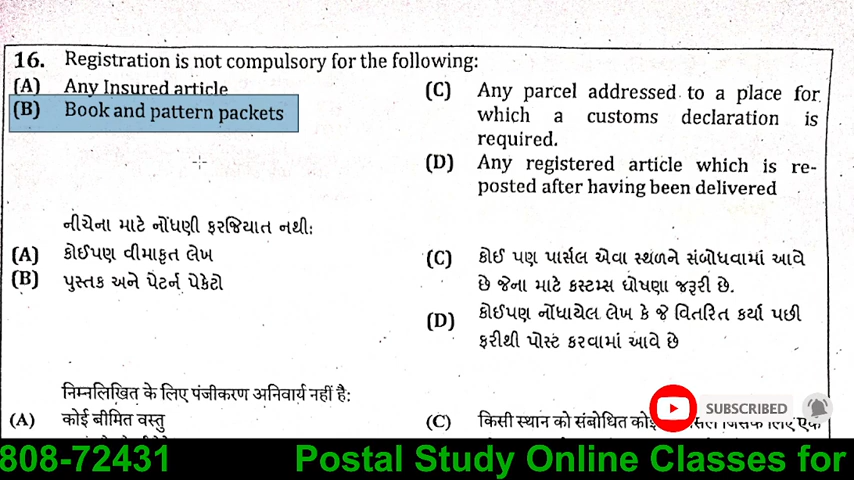 16. Registration is not compulsory for the following:
(A) Any Insured article
(B) Book and pattern packets
(C) Any parcel addressed to a place for
which a customs declaration is
required.
(D) Any registered article which is re-
posted after having been delivered
નીચેના માટે નોંધણી ફરજિયાત નથી:
(A) કોઈપણ વીમાકૃત લેખ
(B) પુસ્તક અને પેટર્ન પેકેટો
(C) કોઈ પણ પાર્સલ એવા સ્થળને સંબોધવામાં આવે
છે જેના માટે કસ્ટમ્સ ઘોષણા જરૂરી છે.
(D) કોઈપણ નોંધાયેલ લેખ કે જે વિતરિત કર્યા પછી
ફરીથી પોસ્ટ કરવામાં આવે છે
निम्नलिखित के लिए पंजीकरण अनिवार्य नहीं है:
(A) कोई बीमित वस्तु
(C) किसी स्थान को संबोधित
SUBSCRIBED
808-72431 Postal Study Online Classes for